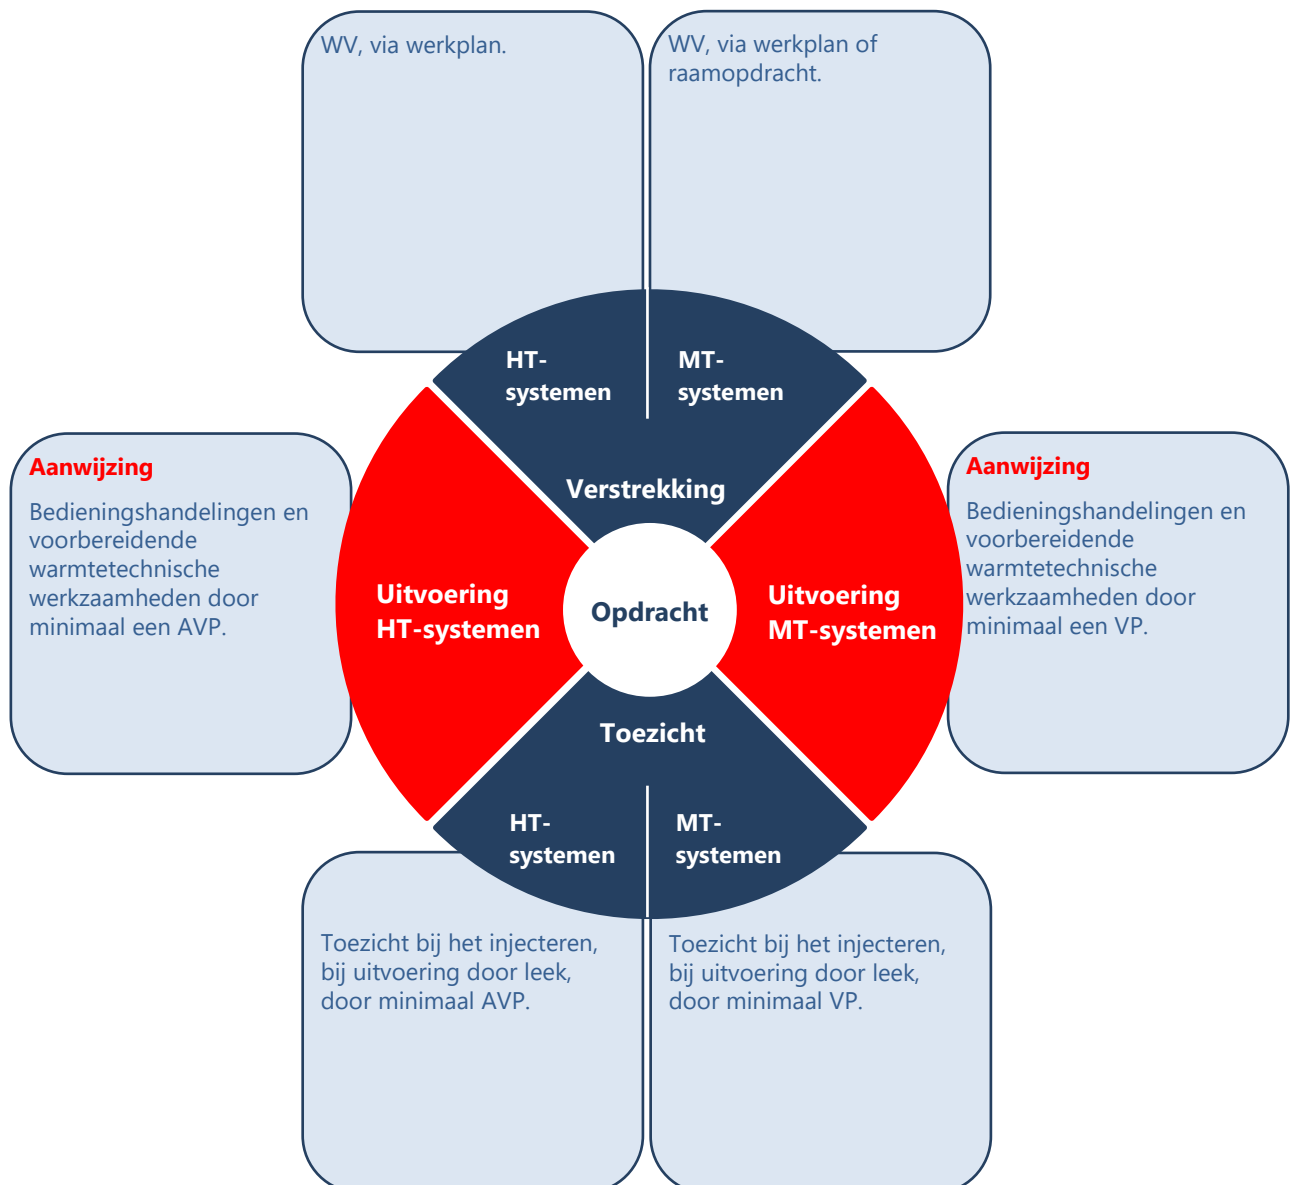 WV, via werkplan.
WV, via werkplan of
raamopdracht.
HT-
systemen
MT-
systemen
Verstrekking
Aanwijzing
Bedieningshandelingen en
voorbereidende
warmtetechnische
werkzaamheden door
minimaal een AVP.
Uitvoering
HT-systemen
Opdracht
Uitvoering
MT-systemen
Aanwijzing
Bedieningshandelingen en
voorbereidende
warmtetechnische
werkzaamheden door
minimaal een VP.
Toezicht
HT-
systemen
MT-
systemen
Toezicht bij het injecteren,
bij uitvoering door leek,
door minimaal AVP.
Toezicht bij het injecteren,
bij uitvoering door leek,
door minimaal VP.